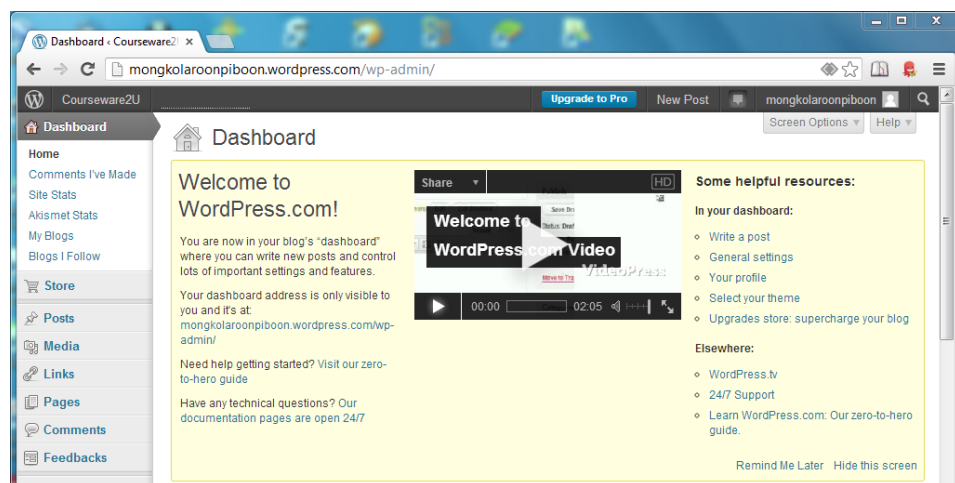 Dashboard ‹ Courseware2U
mongkolaroonpiboon.wordpress.com/wp-admin/
Courseware2U
Upgrade to Pro
New Post
mongkolaroonpiboon
Dashboard
Screen Options
Help
Home
Comments I've Made
Site Stats
Akismet Stats
My Blogs
Blogs I Follow
Store
Posts
Media
Links
Pages
Comments
Feedbacks
Dashboard
Welcome to
WordPress.com!
You are now in your blog's “dashboard”
where you can write new posts and control
lots of important settings and features.
Your dashboard address is only visible to
you and it's at:
mongkolaroonpiboon.wordpress.com/wp-
admin/
Need help getting started? Visit our zero-
to-hero guide
Have any technical questions? Our
documentation pages are open 24/7
Share
HD
Welcome to
WordPress.com Video
VideoPress
Move to Tra
00:00
02:05
Some helpful resources:
In your dashboard:
Write a post
General settings
Your profile
Select your theme
Upgrades store: supercharge your blog
Elsewhere:
WordPress.tv
24/7 Support
Learn WordPress.com: Our zero-to-hero
guide.
Remind Me Later
Hide this screen